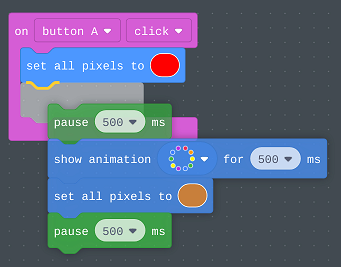 on button A click
set all pixels to
pause 500 ms
show animation for 500 ms
set all pixels to
pause 500 ms